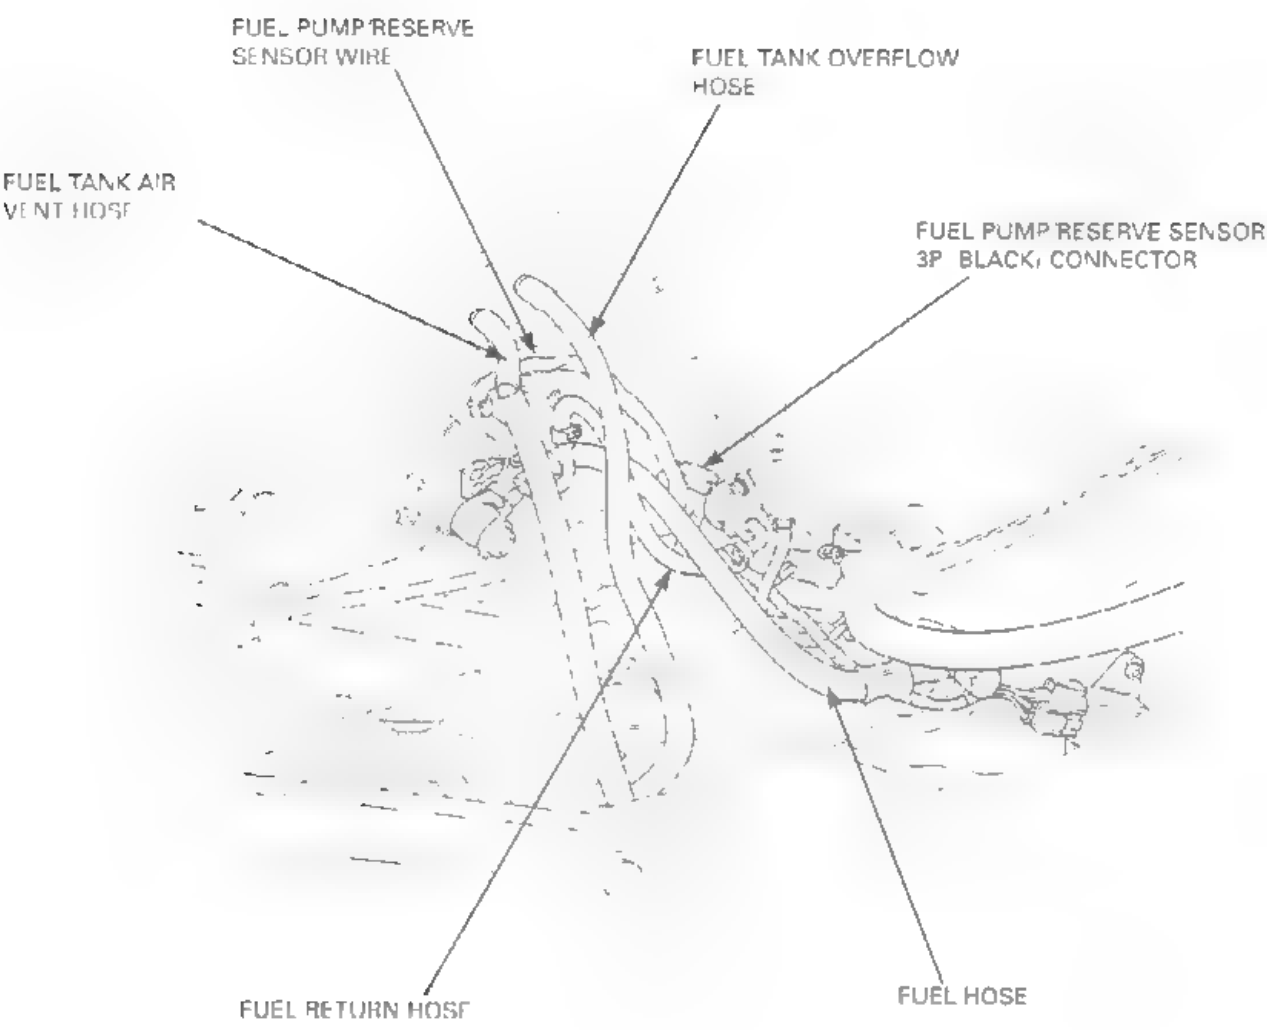 FUEL PUMP/RESERVE
SENSOR WIRE
FUEL TANK OVERFLOW
HOSE
FUEL TANK AIR
VENT HOSE
FUEL PUMP/RESERVE SENSOR
3P (BLACK) CONNECTOR
FUEL RETURN HOSE
FUEL HOSE